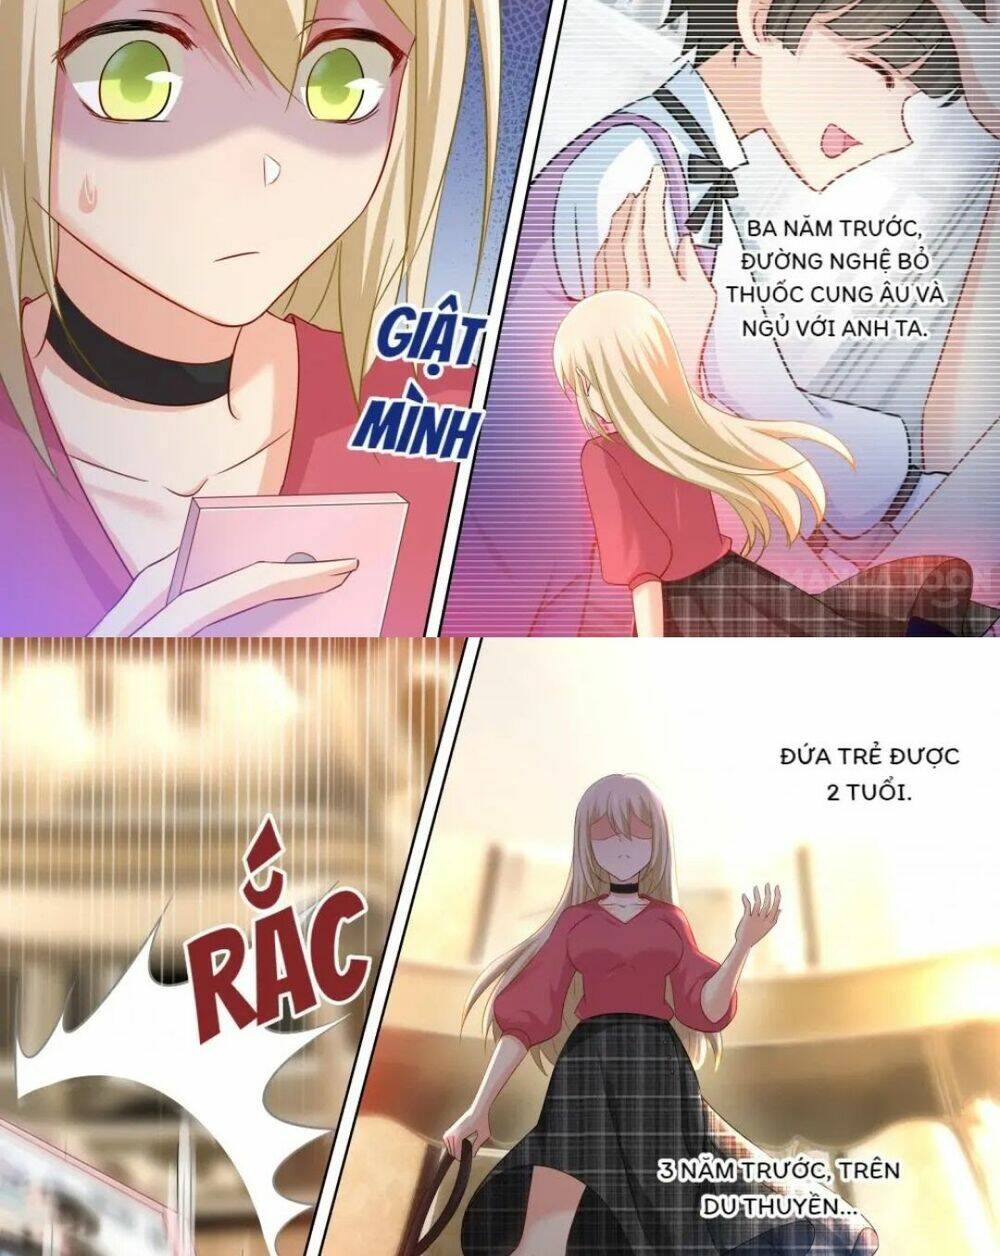 BA NĂM TRƯỚC,
ĐƯỜNG NGHỆ BỎ
THUỐC CUNG ÂU VÀ
NGỦ VỚI ANH TA.
GIẬT
MÌNH
MANGATOON
ĐỨA TRẺ ĐƯỢC
2 TUỔI.
RẮC
3 NĂM TRƯỚC, TRÊN
DU THUYỀN...